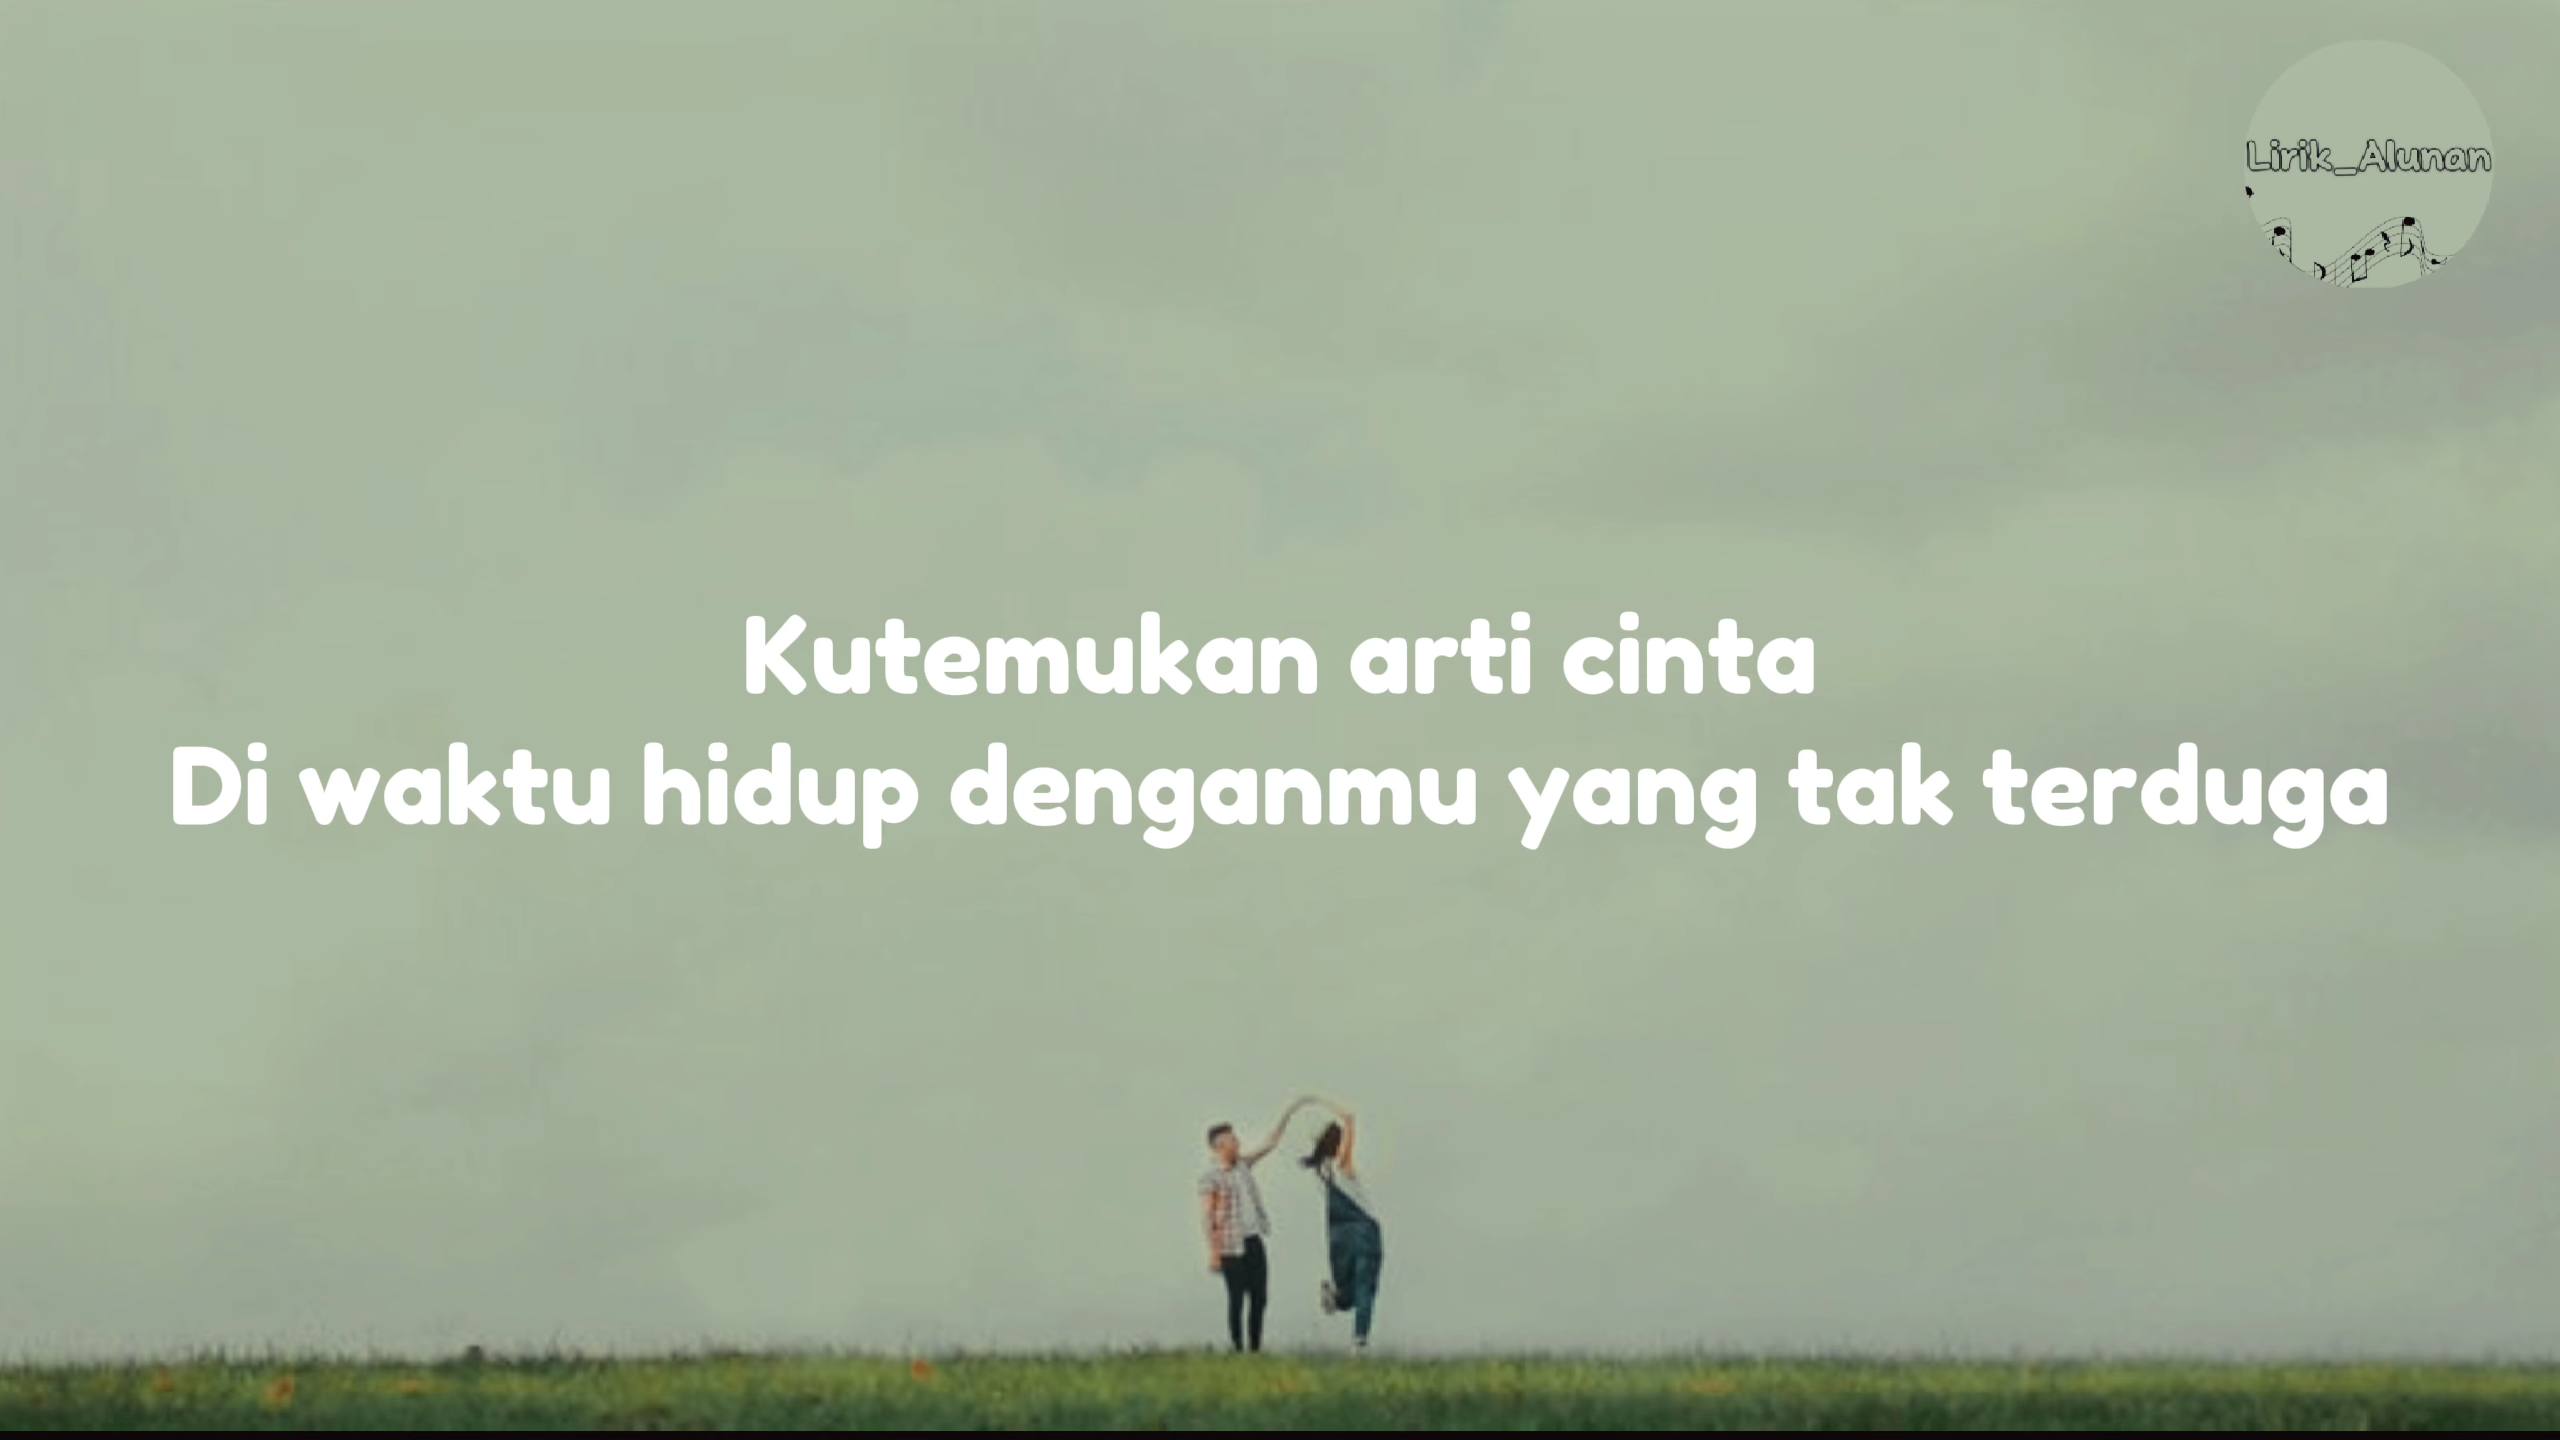 Lirik_Alunan
Kutemukan arti cinta
Di waktu hidup denganmu yang tak terduga